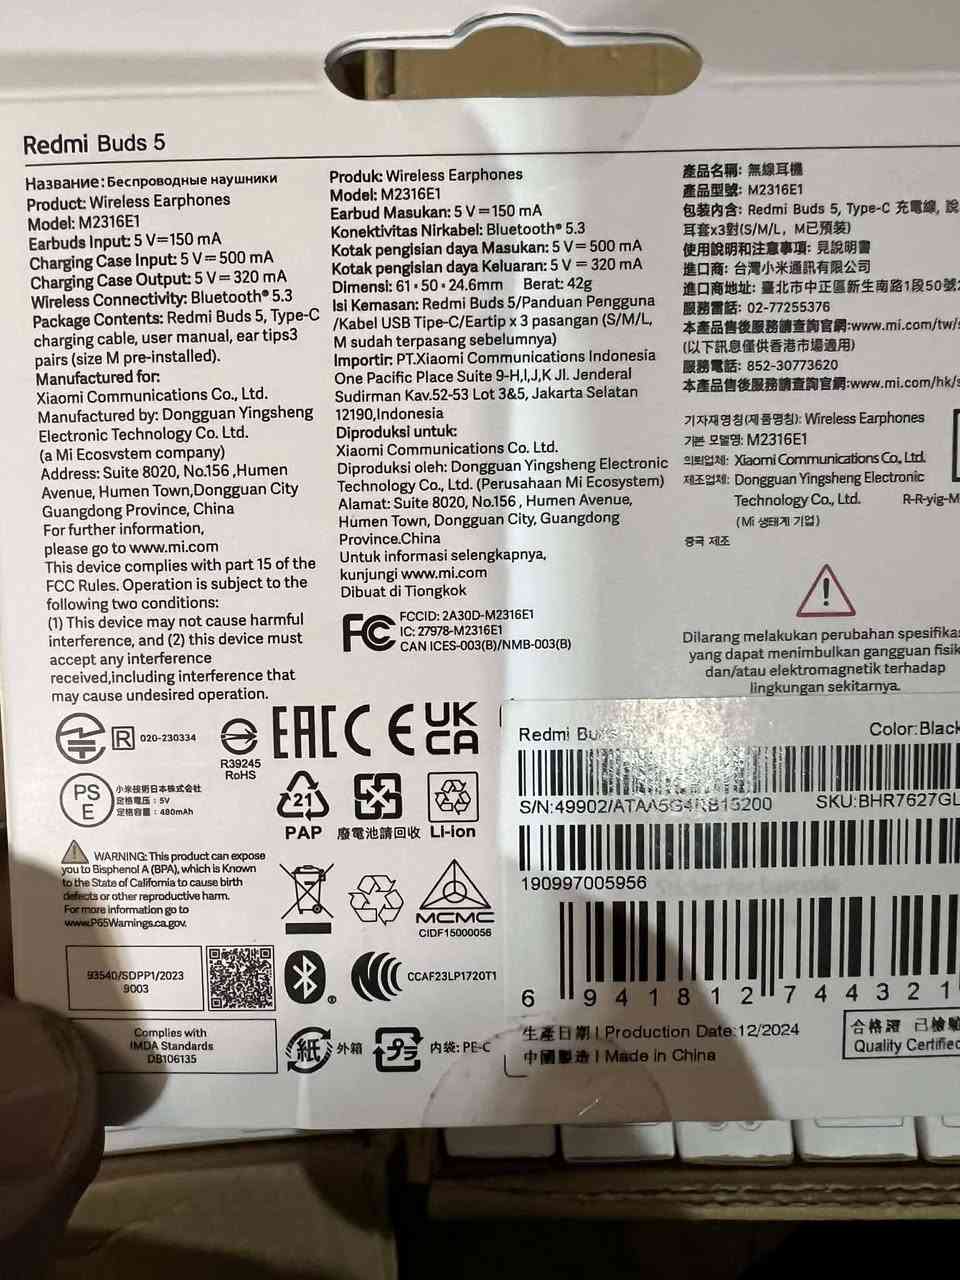 Redmi Buds 5
Название: Беспроводные наушники
Product: Wireless Earphones
Model: M2316E1
Earbuds Input: 5 V⎓150 mA
Charging Case Input: 5 V⎓500 mA
Charging Case Output: 5 V⎓320 mA
Wireless Connectivity: Bluetooth® 5.3
Package Contents: Redmi Buds 5, Type-C
charging cable, user manual, ear tips3
pairs (size M pre-installed).
Manufactured for:
Xiaomi Communications Co., Ltd.
Manufactured by: Dongguan Yingsheng
Electronic Technology Co. Ltd.
(a Mi Ecosystem company)
Address: Suite 8020, No.156 ,Humen
Avenue, Humen Town,Dongguan City
Guangdong Province, China
For further information,
please go to www.mi.com
This device complies with part 15 of the
FCC Rules. Operation is subject to the
following two conditions:
(1) This device may not cause harmful
interference, and (2) this device must
accept any interference
received,including interference that
may cause undesired operation.
Produk: Wireless Earphones
Model: M2316E1
Earbud Masukan: 5 V⎓150 mA
Konektivitas Nirkabel: Bluetooth® 5.3
Kotak pengisian daya Masukan: 5 V⎓500 mA
Kotak pengisian daya Keluaran: 5 V⎓320 mA
Dimensi: 61·50·24.6mm Berat: 42g
Isi Kemasan: Redmi Buds 5/Panduan Pengguna
/Kabel USB Tipe-C/Eartip x 3 pasangan (S/M/L,
M sudah terpasang sebelumnya)
Importir: PT.Xiaomi Communications Indonesia
One Pacific Place Suite 9-H,I,J,K Jl. Jenderal
Sudirman Kav.52-53 Lot 3&5, Jakarta Selatan
12190,Indonesia
Diproduksi untuk:
Xiaomi Communications Co. Ltd.
Diproduksi oleh: Dongguan Yingsheng Electronic
Technology Co., Ltd. (Perusahaan Mi Ecosystem)
Alamat: Suite 8020, No.156 , Humen Avenue,
Humen Town, Dongguan City, Guangdong
Province.China
Untuk informasi selengkapnya,
kunjungi www.mi.com
Dibuat di Tiongkok
FC
FCCID: 2A30D-M2316E1
IC: 27978-M2316E1
CAN ICES-003(B)/NMB-003(B)
產品名稱: 無線耳機
產品型號: M2316E1
包裝內含: Redmi Buds 5, Type-C 充電線, 說
耳套x3對(S/M/L，M已預裝)
使用說明和注意事項: 見說明書
進口商: 台灣小米通訊有限公司
進口商地址: 臺北市中正區新生南路1段50號2
服務電話: 02-77255376
本產品售後服務請查詢官網:www.mi.com/tw/s
(以下訊息僅供香港市場適用)
服務電話: 852-30773620
本產品售後服務請查詢官網:www.mi.com/hk/s
기자재명칭(제품명칭): Wireless Earphones
기본 모델명: M2316E1
의뢰업체: Xiaomi Communications Co., Ltd.
제조업체: Dongguan Yingsheng Electronic
Technology Co., Ltd.
R-R-yig-M
(Mi 생태계 기업)
중국 제조
Dilarang melakukan perubahan spesifikas
yang dapat menimbulkan gangguan fisik
dan/atau elektromagnetik terhadap
lingkungan sekitarnya.
R 020-230334
R39245
RoHS
EAC CE UKCA
PSE
小米技術日本株式会社
定格電圧：5V
定格容量：480mAh
21
PAP
廢電池請回收
Li-ion
WARNING: This product can expose
you to Bisphenol A (BPA), which is Known
to the State of California to cause birth
defects or other reproductive harm.
For more information go to
www.P65Warnings.ca.gov.
MCMC
CIDF15000056
93540/SDPP1/2023
9003
CCAF23LP1720T1
Complies with
IMDA Standards
DB106135
紙 外箱
プラ 内袋: PE-C
Redmi Bu
Color:Black
S/N:49902/ATAA5G4RB15200
SKU:BHR7627GL
190997005956
6 941812 744321
生產日期 | Production Date:12/2024
中國製造 | Made in China
合格證 已檢驗
Quality Certified